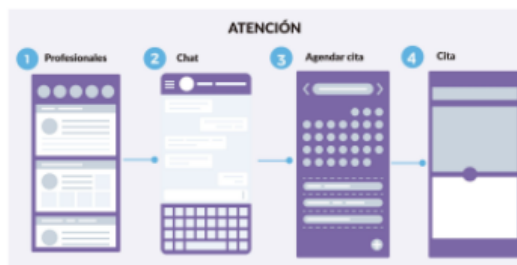 ATENCIÓN
1 Profesionales
2 Chat
3 Agendar cita
4 Cita